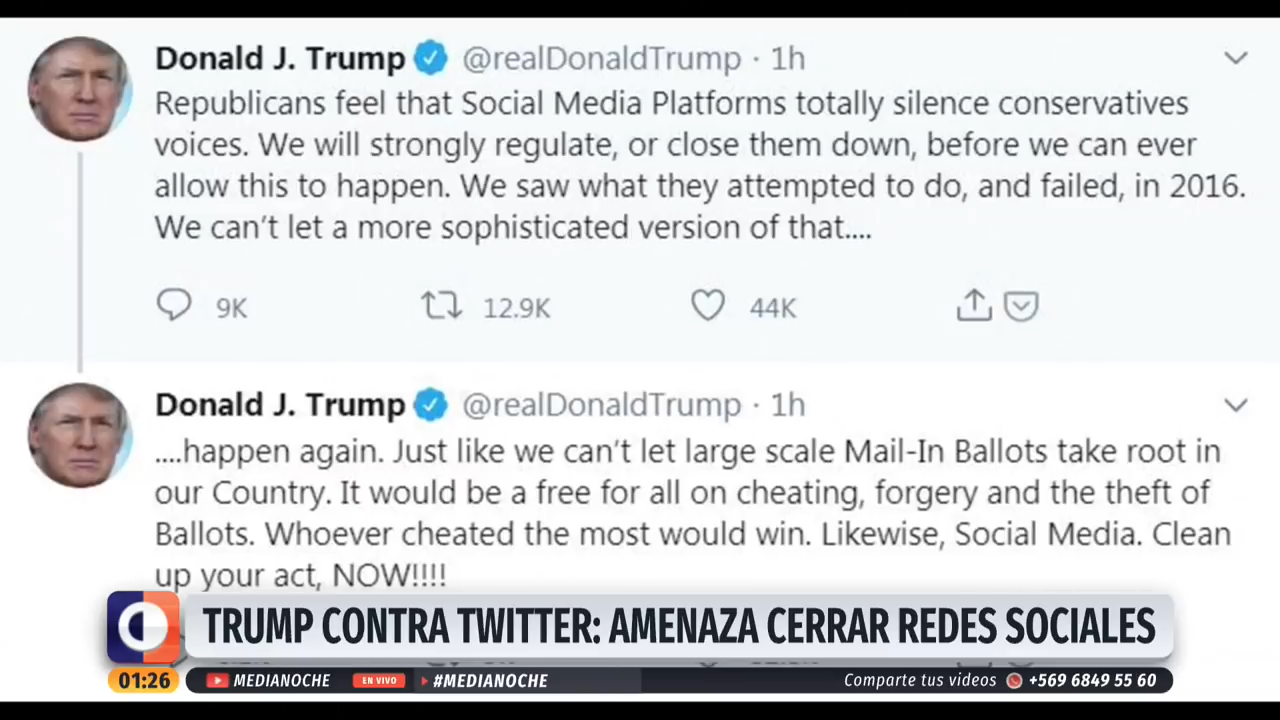 Donald J. Trump @realDonaldTrump · 1h
Republicans feel that Social Media Platforms totally silence conservatives
voices. We will strongly regulate, or close them down, before we can ever
allow this to happen. We saw what they attempted to do, and failed, in 2016.
We can't let a more sophisticated version of that....
9K 12.9K 44K
Donald J. Trump @realDonaldTrump · 1h
....happen again. Just like we can't let large scale Mail-In Ballots take root in
our Country. It would be a free for all on cheating, forgery and the theft of
Ballots. Whoever cheated the most would win. Likewise, Social Media. Clean
up your act, NOW!!!!
TRUMP CONTRA TWITTER: AMENAZA CERRAR REDES SOCIALES
01:26 MEDIANOCHE EN VIVO #MEDIANOCHE Comparte tus videos +569 6849 55 60